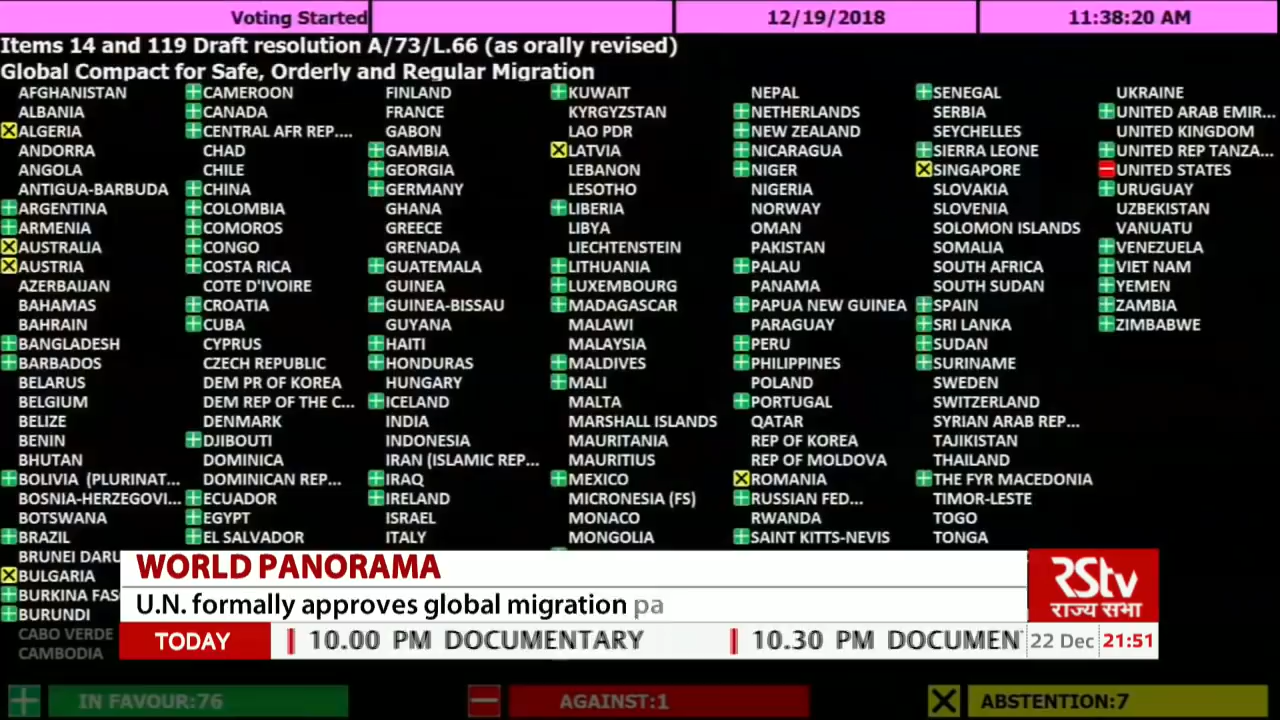 Voting Started 12/19/2018 11:38:20 AM
Items 14 and 119 Draft resolution A/73/L.66 (as orally revised)
Global Compact for Safe, Orderly and Regular Migration
AFGHANISTAN
ALBANIA
ALGERIA
ANDORRA
ANGOLA
ANTIGUA-BARBUDA
ARGENTINA
ARMENIA
AUSTRALIA
AUSTRIA
AZERBAIJAN
BAHAMAS
BAHRAIN
BANGLADESH
BARBADOS
BELARUS
BELGIUM
BELIZE
BENIN
BHUTAN
BOLIVIA (PLURINAT...
BOSNIA-HERZEGOVI...
BOTSWANA
BRAZIL
BRUNEI DARU
BULGARIA
BURKINA FAS
BURUNDI
CABO VERDE
CAMBODIA
CAMEROON
CANADA
CENTRAL AFR REP....
CHAD
CHILE
CHINA
COLOMBIA
COMOROS
CONGO
COSTA RICA
COTE D'IVOIRE
CROATIA
CUBA
CYPRUS
CZECH REPUBLIC
DEM PR OF KOREA
DEM REP OF THE C...
DENMARK
DJIBOUTI
DOMINICA
DOMINICAN REP...
ECUADOR
EGYPT
EL SALVADOR
FINLAND
FRANCE
GABON
GAMBIA
GEORGIA
GERMANY
GHANA
GREECE
GRENADA
GUATEMALA
GUINEA
GUINEA-BISSAU
GUYANA
HAITI
HONDURAS
HUNGARY
ICELAND
INDIA
INDONESIA
IRAN (ISLAMIC REP...
IRAQ
IRELAND
ISRAEL
ITALY
KUWAIT
KYRGYZSTAN
LAO PDR
LATVIA
LEBANON
LESOTHO
LIBERIA
LIBYA
LIECHTENSTEIN
LITHUANIA
LUXEMBOURG
MADAGASCAR
MALAWI
MALAYSIA
MALDIVES
MALI
MALTA
MARSHALL ISLANDS
MAURITANIA
MAURITIUS
MEXICO
MICRONESIA (FS)
MONACO
MONGOLIA
NEPAL
NETHERLANDS
NEW ZEALAND
NICARAGUA
NIGER
NIGERIA
NORWAY
OMAN
PAKISTAN
PALAU
PANAMA
PAPUA NEW GUINEA
PARAGUAY
PERU
PHILIPPINES
POLAND
PORTUGAL
QATAR
REP OF KOREA
REP OF MOLDOVA
ROMANIA
RUSSIAN FED...
RWANDA
SAINT KITTS-NEVIS
SENEGAL
SERBIA
SEYCHELLES
SIERRA LEONE
SINGAPORE
SLOVAKIA
SLOVENIA
SOLOMON ISLANDS
SOMALIA
SOUTH AFRICA
SOUTH SUDAN
SPAIN
SRI LANKA
SUDAN
SURINAME
SWEDEN
SWITZERLAND
SYRIAN ARAB REP...
TAJIKISTAN
THAILAND
THE FYR MACEDONIA
TIMOR-LESTE
TOGO
TONGA
UKRAINE
UNITED ARAB EMIR...
UNITED KINGDOM
UNITED REP TANZA...
UNITED STATES
URUGUAY
UZBEKISTAN
VANUATU
VENEZUELA
VIET NAM
YEMEN
ZAMBIA
ZIMBABWE
WORLD PANORAMA
U.N. formally approves global migration pa
RSTV
राज्य सभा
TODAY 10.00 PM DOCUMENTARY 10.30 PM DOCUMEN 22 Dec 21:51
IN FAVOUR:76 AGAINST:1 ABSTENTION:7